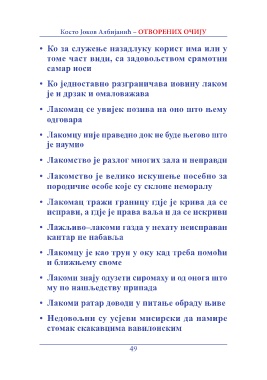 Косто Јоков Албијанић – ОТВОРЕНИХ ОЧИЈУ
• Ко за служење назадлуку корист има или у
томе част види, са задовољством срамотни
самар носи
• Ко једноставно разграничава новину лаком
је и дрзак и омаловажава
• Лакомац се увијек позива на оно што њему
одговара
• Лакомцу није праведно док не буде његово што
је наумио
• Лакомство је разлог многих зала и неправди
• Лакомство је велико искушење посебно за
породичне особе које су склоне неморалу
• Лакомац тражи границу гдје је крива да се
исправи, а гдје је права ваља и да се искриви
• Лажљиво–лакоми газда у нехату неисправан
кантар не набавља
• Лакомцу је као трун у оку кад треба помоћи
и ближњему своме
• Лакоми знају одузети сиромаху и од онога што
му по нашљедству припада
• Лакоми ратар доводи у питање обраду њиве
• Недовољни су усјеви мисирски да намире
стомак скакавцима вавилонским
49